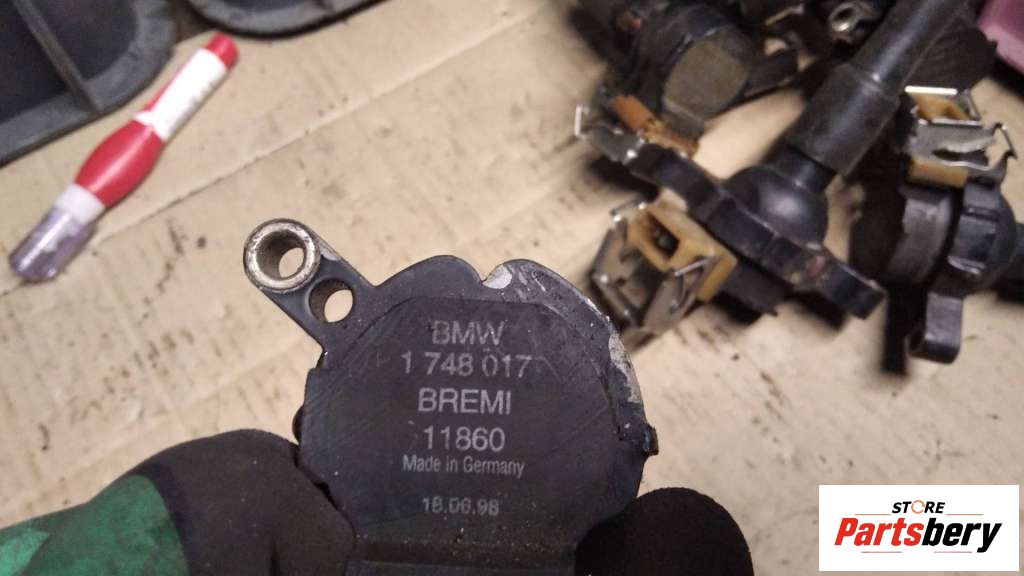 BMW
1 748 017
BREMI
11860
Made in Germany
18.06.98
STORE
Partsbery